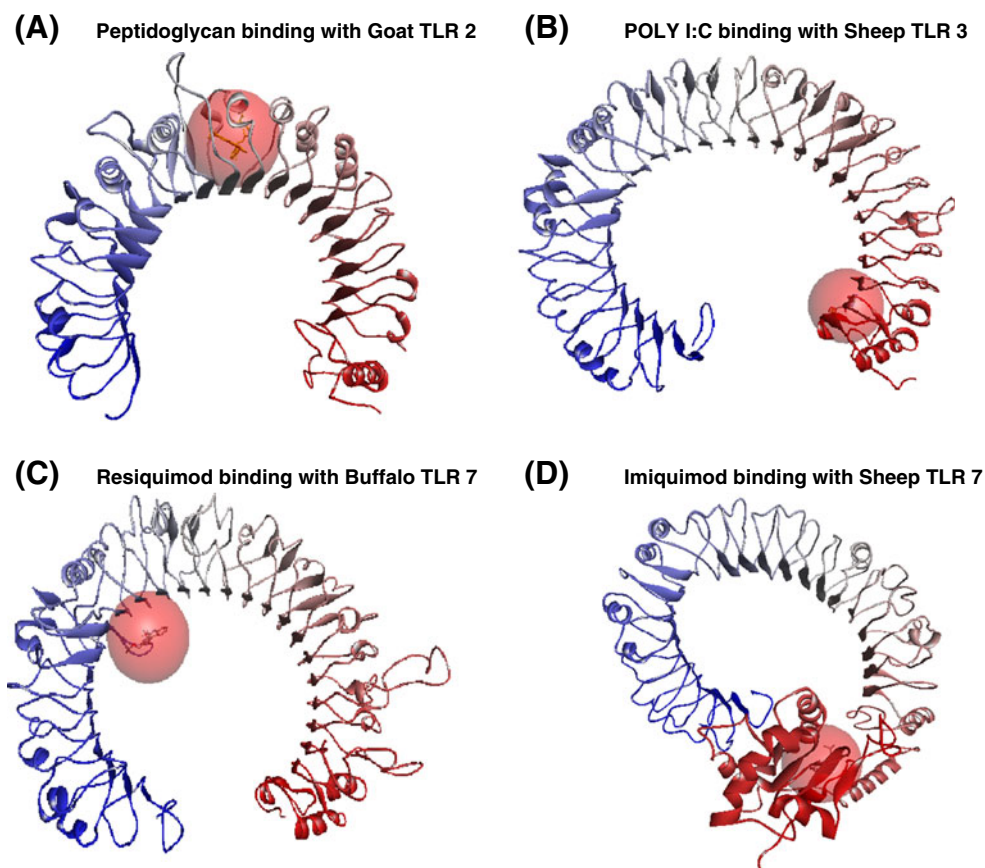 (A) Peptidoglycan binding with Goat TLR 2
(B) POLY I:C binding with Sheep TLR 3
(C) Resiquimod binding with Buffalo TLR 7
(D) Imiquimod binding with Sheep TLR 7